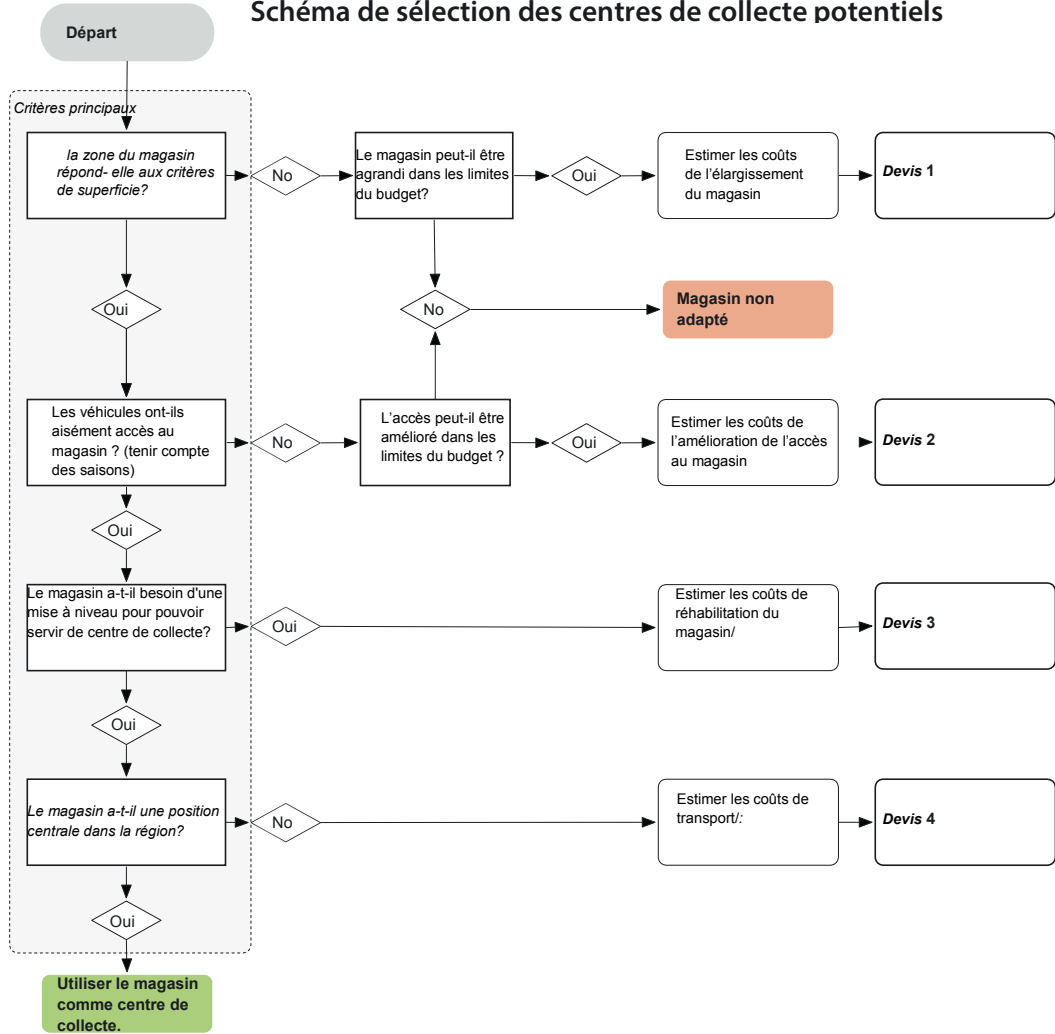 Schéma de sélection des centres de collecte potentiels
Départ
Critères principaux
la zone du magasin
répond- elle aux critères
de superficie?
No
Le magasin peut-il être
agrandi dans les limites
du budget?
Oui
Estimer les coûts
de l’élargissement
du magasin
Devis 1
Oui
No
Magasin non
adapté
Les véhicules ont-ils
aisément accès au
magasin ? (tenir compte
des saisons)
No
L’accès peut-il être
amélioré dans les
limites du budget ?
Oui
Estimer les coûts de
l’amélioration de l’accès
au magasin
Devis 2
Oui
Le magasin a-t-il besoin d'une
mise à niveau pour pouvoir
servir de centre de collecte?
Oui
Estimer les coûts de
réhabilitation du
magasin/
Devis 3
Oui
Le magasin a-t-il une position
centrale dans la région?
No
Estimer les coûts de
transport/:
Devis 4
Oui
Utiliser le magasin
comme centre de
collecte.